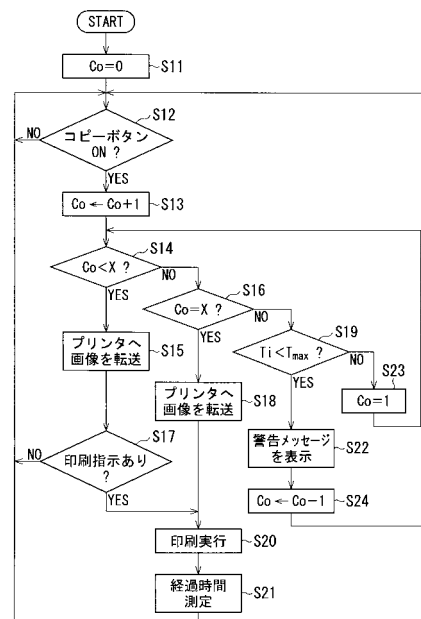 START
Co=0
S11
S12
コピーボタン
ON ?
NO
YES
Co ← Co+1
S13
S14
Co<X ?
NO
YES
S16
Co=X ?
NO
YES
S19
Ti<Tmax ?
NO
YES
S23
Co=1
プリンタへ
画像を転送
S15
プリンタへ
画像を転送
S18
警告メッセージ
を表示
S22
S17
印刷指示あり
?
NO
YES
Co ← Co−1
S24
印刷実行
S20
経過時間
測定
S21